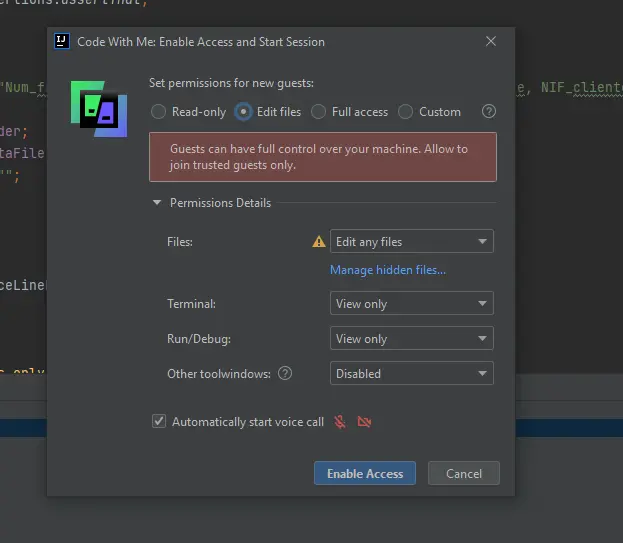 ertions.assertThat;
IJ Code With Me: Enable Access and Start Session
Set permissions for new guests:
Read-only Edit files Full access Custom ?
"Num_f e, NIF_cliente
Guests can have full control over your machine. Allow to
join trusted guests only.
der;
taFile
"";
Permissions Details
Files: Edit any files
Manage hidden files...
ceLine
Terminal: View only
Run/Debug: View only
s only
Other toolwindows: ? Disabled
Automatically start voice call
Enable Access Cancel